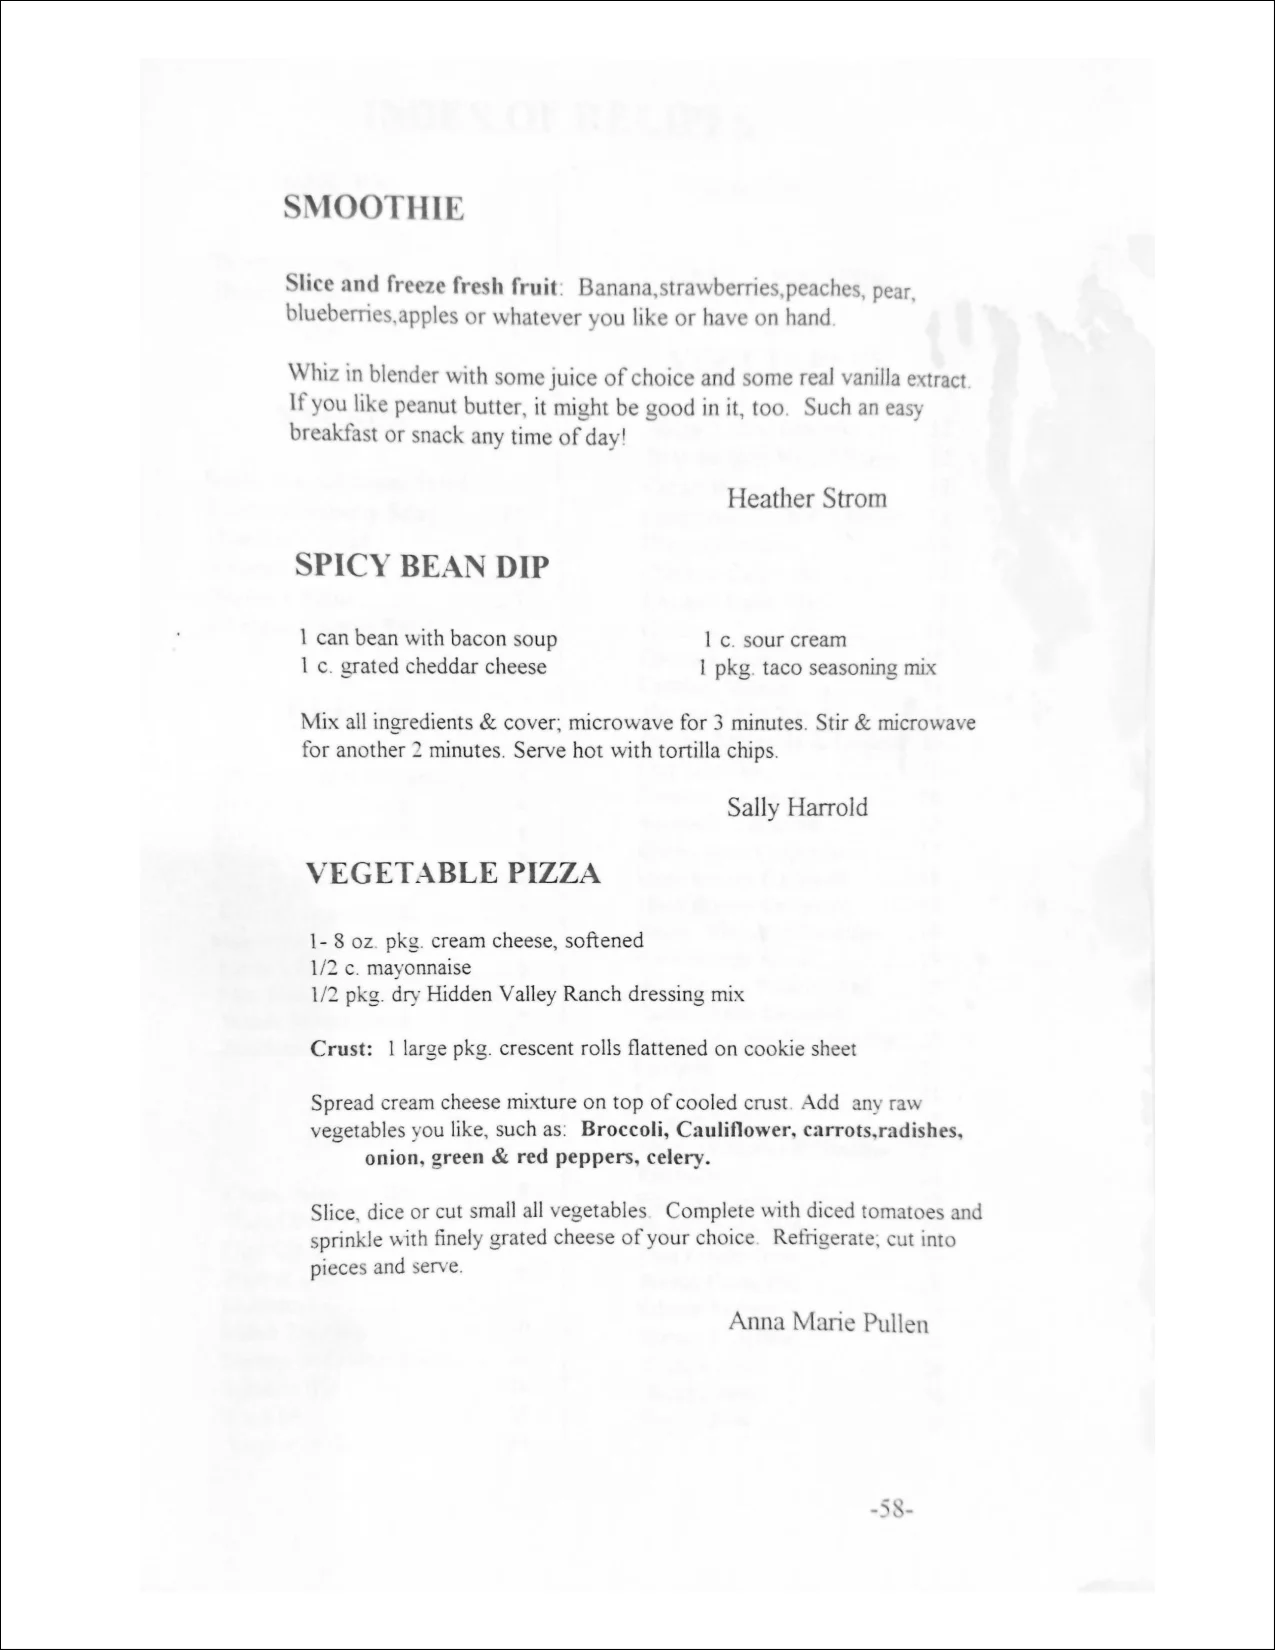 SMOOTHIE
Slice and freeze fresh fruit: Banana,strawberries,peaches, pear,
blueberries,apples or whatever you like or have on hand.
Whiz in blender with some juice of choice and some real vanilla extract.
If you like peanut butter, it might be good in it, too. Such an easy
breakfast or snack any time of day!
Heather Strom
SPICY BEAN DIP
1 can bean with bacon soup 1 c. sour cream
1 c. grated cheddar cheese 1 pkg. taco seasoning mix
Mix all ingredients & cover; microwave for 3 minutes. Stir & microwave
for another 2 minutes. Serve hot with tortilla chips.
Sally Harrold
VEGETABLE PIZZA
1- 8 oz. pkg. cream cheese, softened
1/2 c. mayonnaise
1/2 pkg. dry Hidden Valley Ranch dressing mix
Crust: 1 large pkg. crescent rolls flattened on cookie sheet
Spread cream cheese mixture on top of cooled crust. Add any raw
vegetables you like, such as: Broccoli, Cauliflower, carrots,radishes,
onion, green & red peppers, celery.
Slice, dice or cut small all vegetables. Complete with diced tomatoes and
sprinkle with finely grated cheese of your choice. Refrigerate; cut into
pieces and serve.
Anna Marie Pullen
-58-